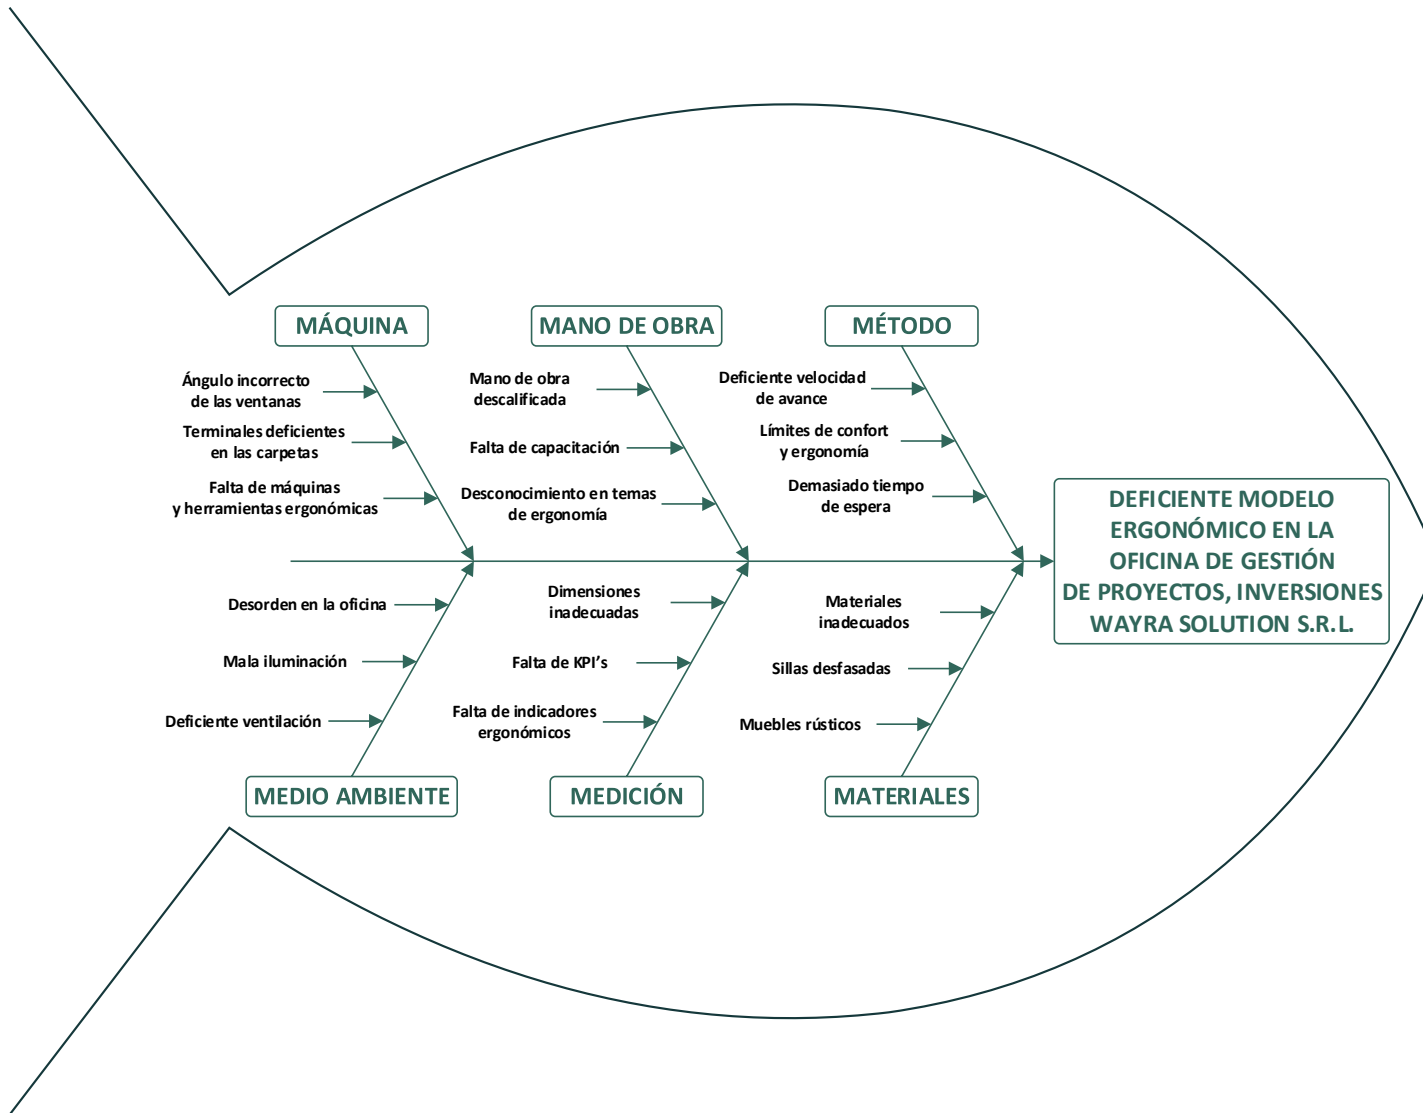 MÁQUINA
MANO DE OBRA
MÉTODO
Ángulo incorrecto
de las ventanas
Terminales deficientes
en las carpetas
Falta de máquinas
y herramientas ergonómicas
Mano de obra
descalificada
Falta de capacitación
Desconocimiento en temas
de ergonomía
Deficiente velocidad
de avance
Límites de confort
y ergonomía
Demasiado tiempo
de espera
DEFICIENTE MODELO
ERGONÓMICO EN LA
OFICINA DE GESTIÓN
DE PROYECTOS, INVERSIONES
WAYRA SOLUTION S.R.L.
Desorden en la oficina
Mala iluminación
Deficiente ventilación
Dimensiones
inadecuadas
Falta de KPI's
Falta de indicadores
ergonómicos
Materiales
inadecuados
Sillas desfasadas
Muebles rústicos
MEDIO AMBIENTE
MEDICIÓN
MATERIALES